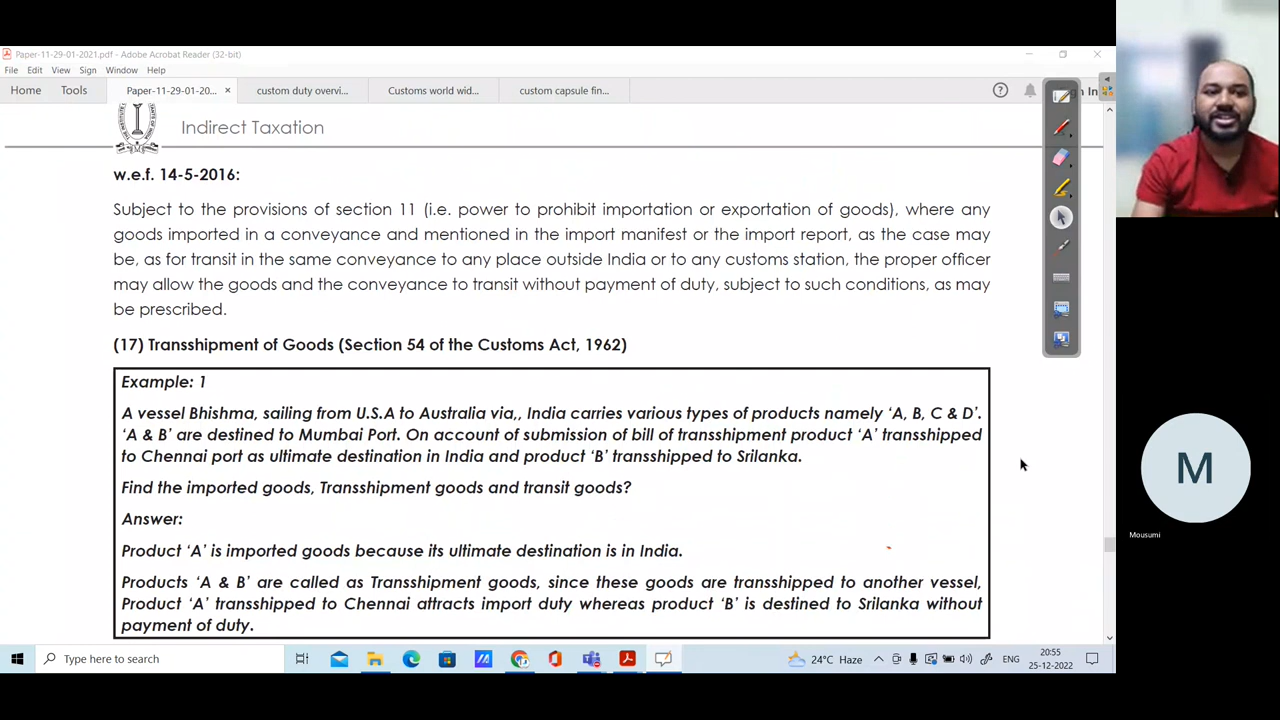 Paper-11-29-01-2021.pdf - Adobe Acrobat Reader (32-bit)
File Edit View Sign Window Help
Home Tools Paper-11-29-01-20... × custom duty overvi... Customs world wid... custom capsule fin... In
Indirect Taxation
w.e.f. 14-5-2016:
Subject to the provisions of section 11 (i.e. power to prohibit importation or exportation of goods), where any
goods imported in a conveyance and mentioned in the import manifest or the import report, as the case may
be, as for transit in the same conveyance to any place outside India or to any customs station, the proper officer
may allow the goods and the conveyance to transit without payment of duty, subject to such conditions, as may
be prescribed.
(17) Transshipment of Goods (Section 54 of the Customs Act, 1962)
Example: 1
A vessel Bhishma, sailing from U.S.A to Australia via,, India carries various types of products namely ‘A, B, C & D’.
‘A & B’ are destined to Mumbai Port. On account of submission of bill of transshipment product ‘A’ transshipped
to Chennai port as ultimate destination in India and product ‘B’ transshipped to Srilanka.
Find the imported goods, Transshipment goods and transit goods?
Answer:
Product ‘A’ is imported goods because its ultimate destination is in India.
Products ‘A & B’ are called as Transshipment goods, since these goods are transshipped to another vessel,
Product ‘A’ transshipped to Chennai attracts import duty whereas product ‘B’ is destined to Srilanka without
payment of duty.
M
Mousumi
Type here to search
24°C Haze
ENG
20:55
25-12-2022